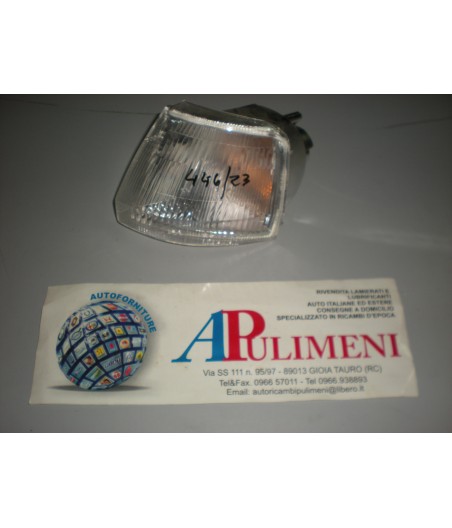 446/23
AUTOFORNITURE
RIVENDITA LAMIERATI E
LUBRIFICANTI
AUTO ITALIANE ED ESTERE
CONSEGNE A DOMICILIO
SPECIALIZZATO IN RICAMBI D'EPOCA
APULIMENI
Via SS 111 n. 95/97 - 89013 GIOIA TAURO (RC)
Tel&Fax. 0966 57011 - Tel 0966.938893
Email: autoricambipulimeni@libero.it